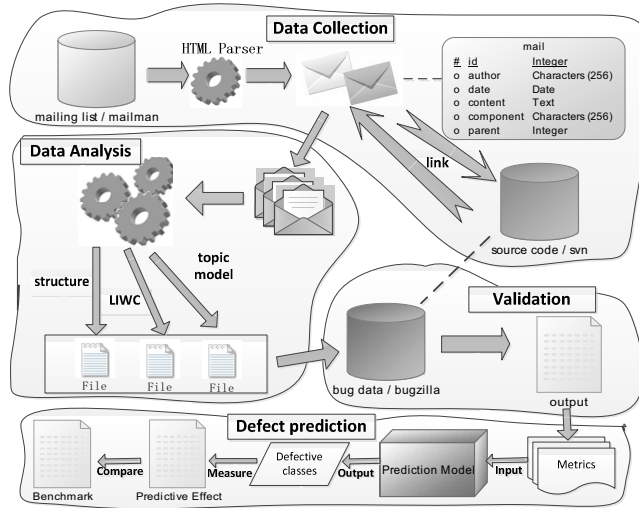 Data Collection
HTML Parser
mailing list / mailman
mail
# id Integer
o author Characters (256)
o date Date
o content Text
o component Characters (256)
o parent Integer
link
source code / svn
Data Analysis
structure
LIWC
topic
model
File
File
File
Validation
bug data / bugzilla
output
Defect prediction
Benchmark
Compare
Predictive Effect
Measure
Defective
classes
Output
Prediction Model
Input
Metrics